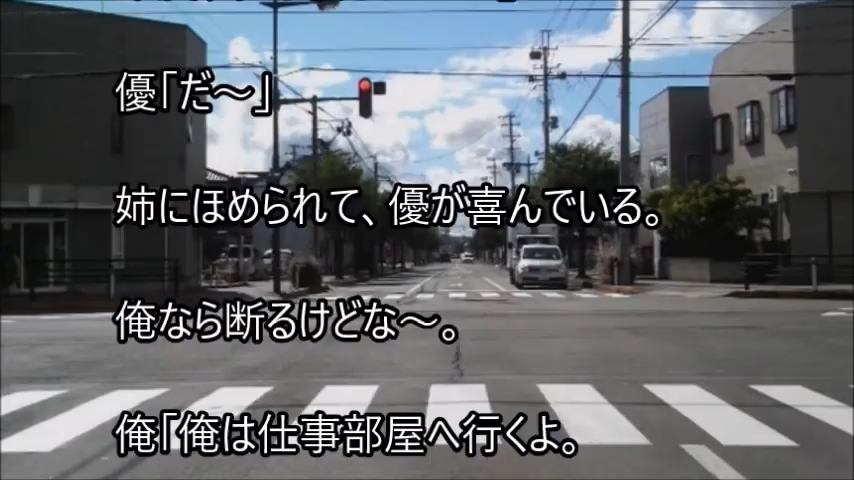 優「だ～」
姉にほめられて、優が喜んでいる。
俺なら断るけどな～。
俺「俺は仕事部屋へ行くよ。